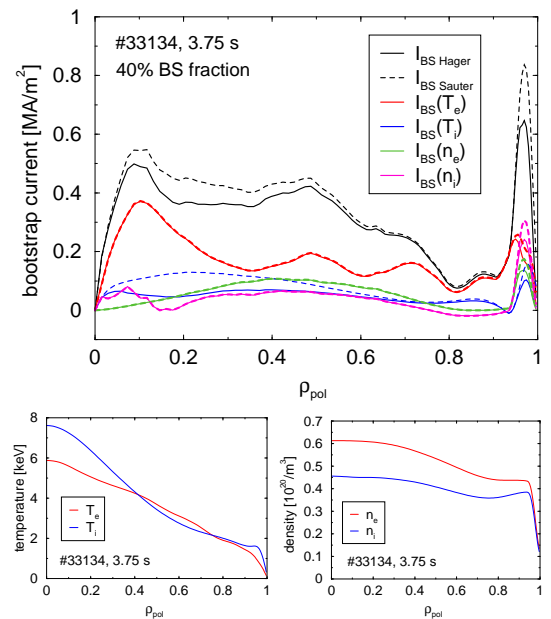 #33134, 3.75 s
40% BS fraction
I_BS Hager
I_BS Sauter
I_BS(T_e)
I_BS(T_i)
I_BS(n_e)
I_BS(n_i)
bootstrap current [MA/m²]
1
0.8
0.6
0.4
0.2
0
0 0.2 0.4 0.6 0.8 1
ρ_pol
temperature [keV]
8
6
4
2
0
T_e
T_i
#33134, 3.75 s
0 0.2 0.4 0.6 0.8 1
ρ_pol
density [10²⁰/m³]
0.7
0.6
0.5
0.4
0.3
0.2
0.1
0
n_e
n_i
#33134, 3.75 s
0 0.2 0.4 0.6 0.8 1
ρ_pol